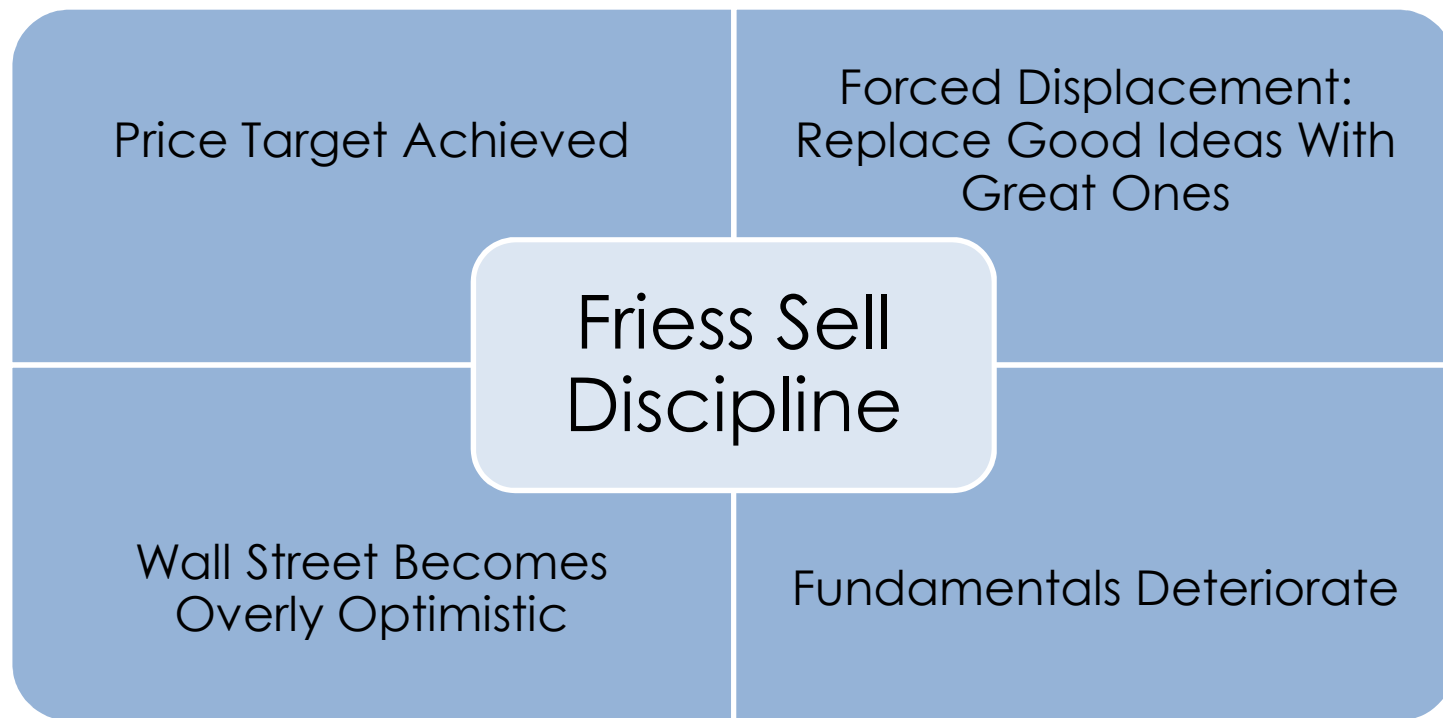 Price Target Achieved
Forced Displacement:
Replace Good Ideas With
Great Ones
Friess Sell
Discipline
Wall Street Becomes
Overly Optimistic
Fundamentals Deteriorate